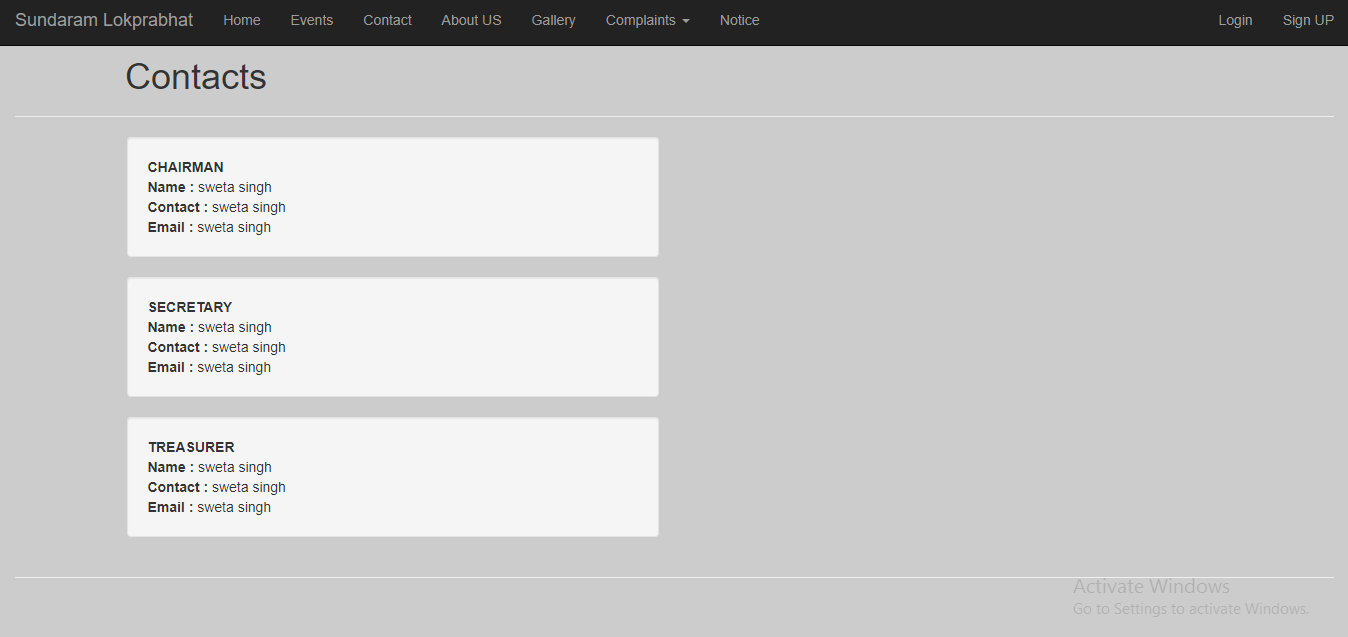 Sundaram Lokprabhat Home Events Contact About US Gallery Complaints Notice Login Sign UP
Contacts
CHAIRMAN
Name : sweta singh
Contact : sweta singh
Email : sweta singh
SECRETARY
Name : sweta singh
Contact : sweta singh
Email : sweta singh
TREASURER
Name : sweta singh
Contact : sweta singh
Email : sweta singh
Activate Windows
Go to Settings to activate Windows.